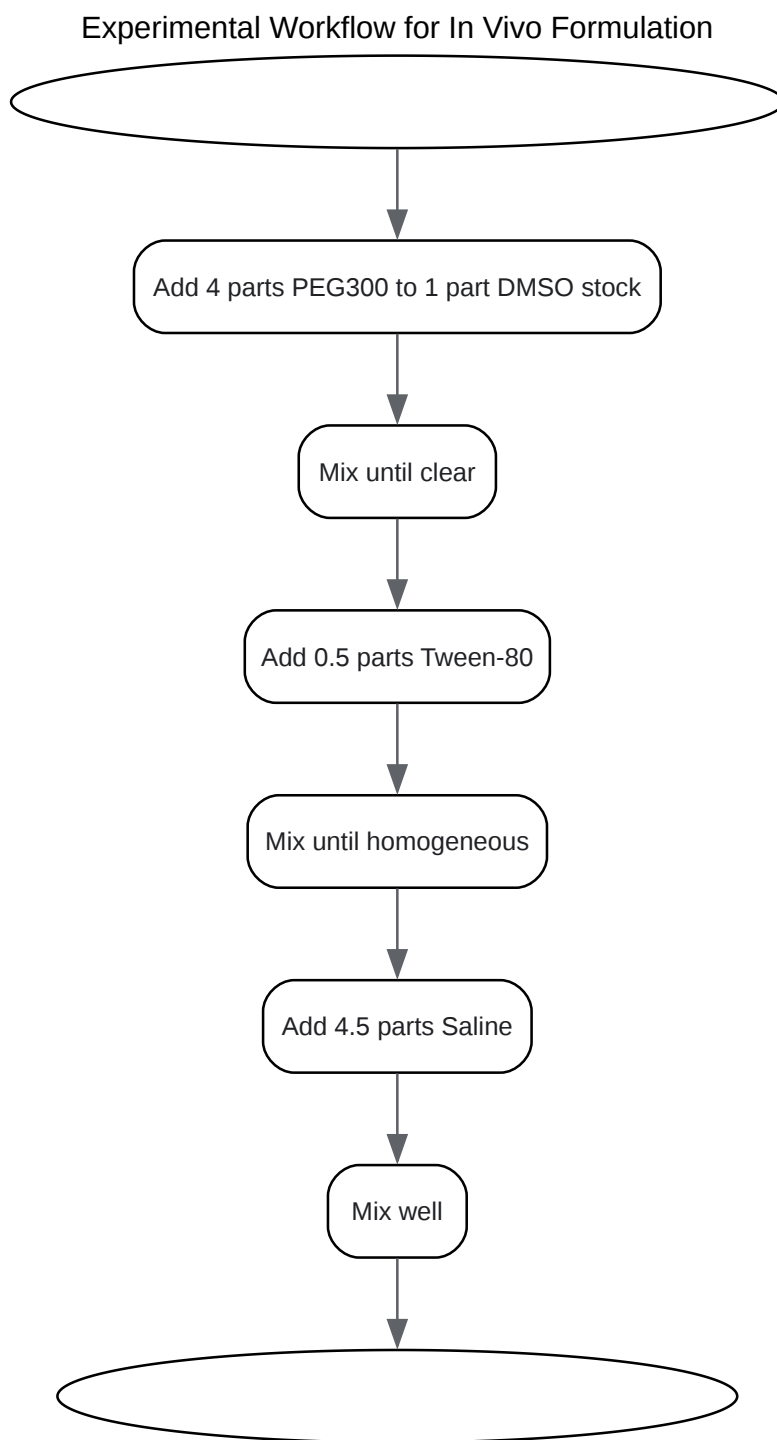 Experimental Workflow for In Vivo Formulation
Add 4 parts PEG300 to 1 part DMSO stock
Mix until clear
Add 0.5 parts Tween-80
Mix until homogeneous
Add 4.5 parts Saline
Mix well